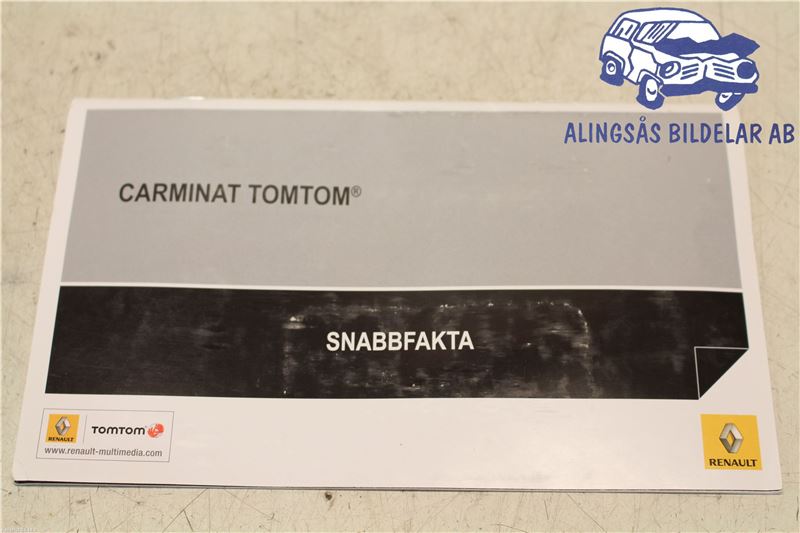 ALINGSÅS BILDELAR AB
CARMINAT TOMTOM®
SNABBFAKTA
RENAULT
TOMTOM
www.renault-multimedia.com
RENAULT